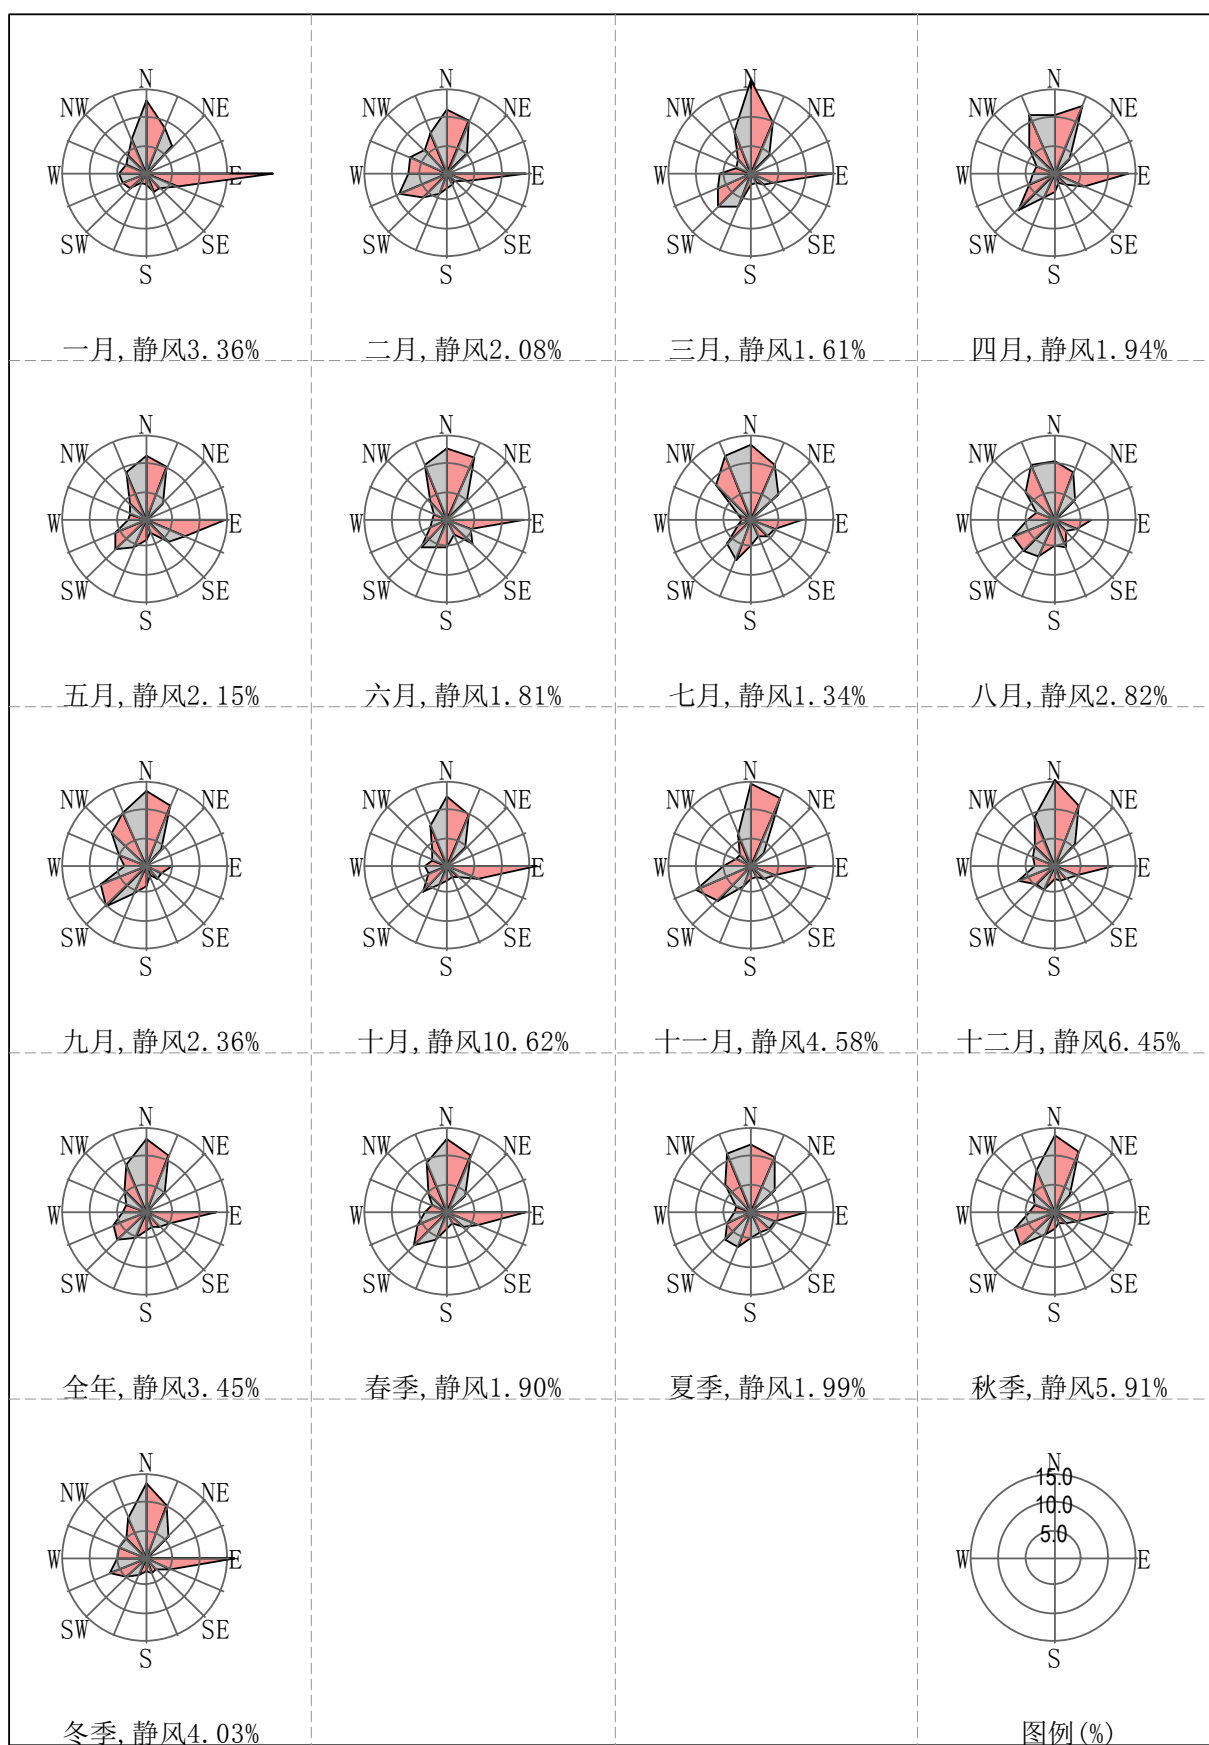 N N N N
NW NE NW NE NW NE NW NE
W E W E W E W E
SW SE SW SE SW SE SW SE
S S S S
一月,静风3.36% 二月,静风2.08% 三月,静风1.61% 四月,静风1.94%
N N N N
NW NE NW NE NW NE NW NE
W E W E W E W E
SW SE SW SE SW SE SW SE
S S S S
五月,静风2.15% 六月,静风1.81% 七月,静风1.34% 八月,静风2.82%
N N N N
NW NE NW NE NW NE NW NE
W E W E W E W E
SW SE SW SE SW SE SW SE
S S S S
九月,静风2.36% 十月,静风10.62% 十一月,静风4.58% 十二月,静风6.45%
N N N N
NW NE NW NE NW NE NW NE
W E W E W E W E
SW SE SW SE SW SE SW SE
S S S S
全年,静风3.45% 春季,静风1.90% 夏季,静风1.99% 秋季,静风5.91%
N N
15.0
NW NE 10.0
5.0
W E W E
SW SE
S S
冬季,静风4.03% 图例(%)